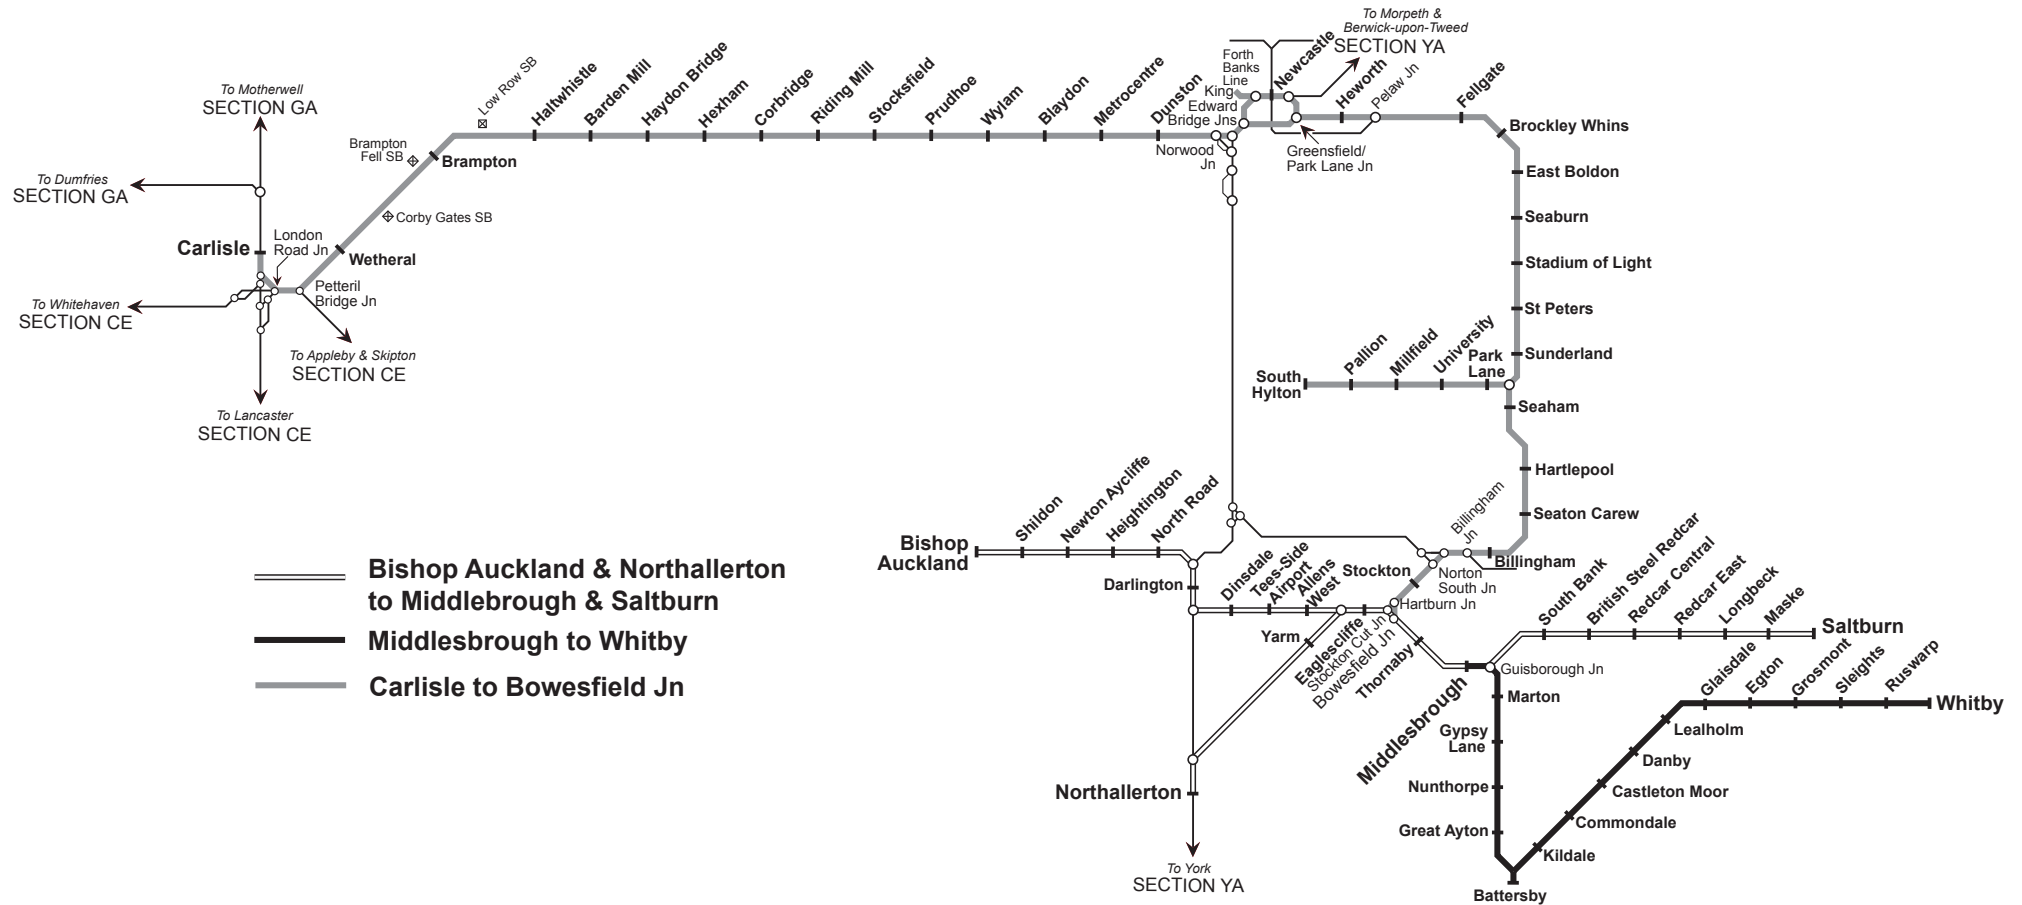 To Motherwell
SECTION GA
To Dumfries
SECTION GA
Carlisle
London
Road Jn
To Whitehaven
SECTION CE
To Lancaster
SECTION CE
Petteril
Bridge Jn
To Appleby & Skipton
SECTION CE
Wetheral
Corby Gates SB
Brampton
Fell SB
Brampton
Low Row SB
Haltwhistle
Barden Mill
Haydon Bridge
Hexham
Corbridge
Riding Mill
Stocksfield
Prudhoe
Wylam
Blaydon
Metrocentre
Dunston
Norwood
Jn
Forth
Banks
Line
King
Edward
Bridge Jns
Newcastle
To Morpeth &
Berwick-upon-Tweed
SECTION YA
Greensfield/
Park Lane Jn
Heworth
Pelaw Jn
Fellgate
Brockley Whins
East Boldon
Seaburn
Stadium of Light
St Peters
Sunderland
Park
Lane
University
Millfield
Pallion
South
Hylton
Seaham
Hartlepool
Seaton Carew
Billingham
Billingham
Jn
Norton
South Jn
Stockton
Hartburn Jn
Bishop
Auckland
Shildon
Newton Aycliffe
Heightington
North Road
Darlington
Dinsdale
Tees-Side
Airport
Allens
West
Eaglescliffe
Stockton Cut Jn
Bowesfield Jn
Thornaby
Yarm
Northallerton
To York
SECTION YA
Middlesbrough
Guisborough Jn
South Bank
British Steel Redcar
Redcar Central
Redcar East
Longbeck
Maske
Saltburn
Marton
Gypsy
Lane
Nunthorpe
Great Ayton
Battersby
Kildale
Commondale
Castleton Moor
Danby
Lealholm
Glaisdale
Egton
Grosmont
Sleights
Ruswarp
Whitby
Bishop Auckland & Northallerton
to Middlebrough & Saltburn
Middlesbrough to Whitby
Carlisle to Bowesfield Jn